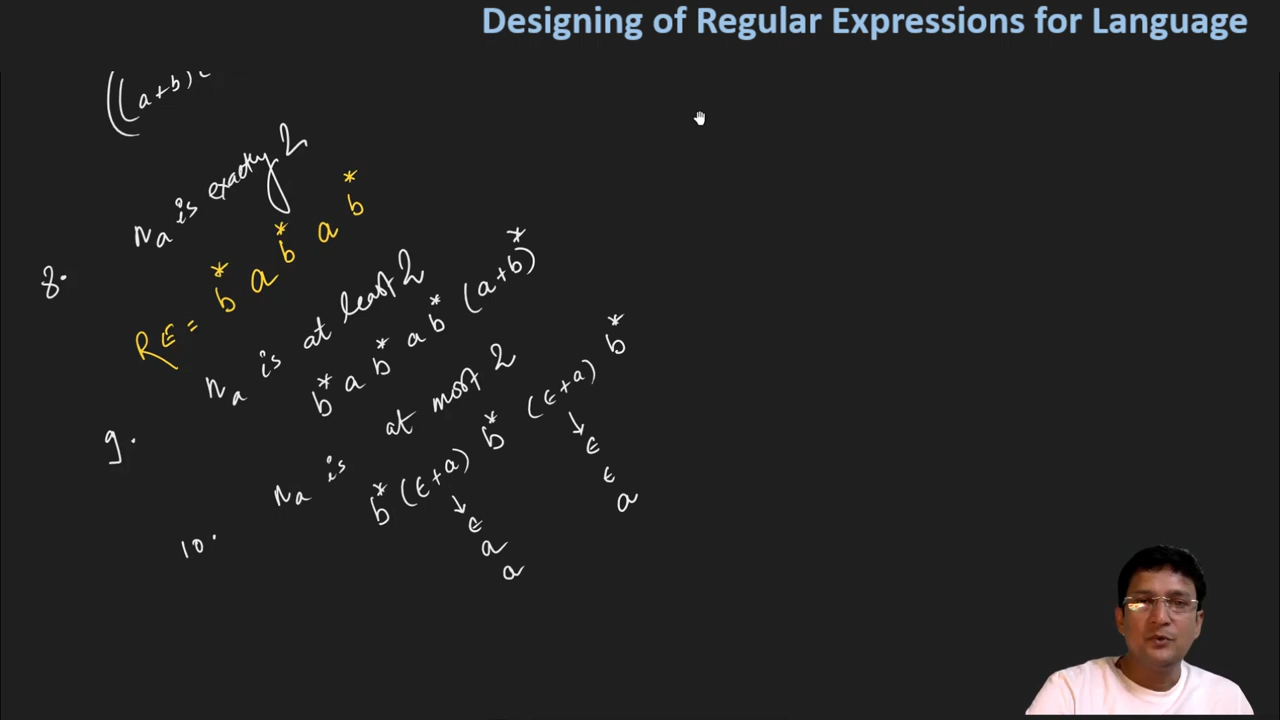 Designing of Regular Expressions for Language
((a+b)
8. na is exactly 2
RE = b* a b* a b*
9. na is at least 2
b* a b* a b* (a+b)*
10. na is at most 2
b* (ϵ+a) b* (ϵ+a) b*
↓ ↓
ϵ ϵ
a ϵ
a a